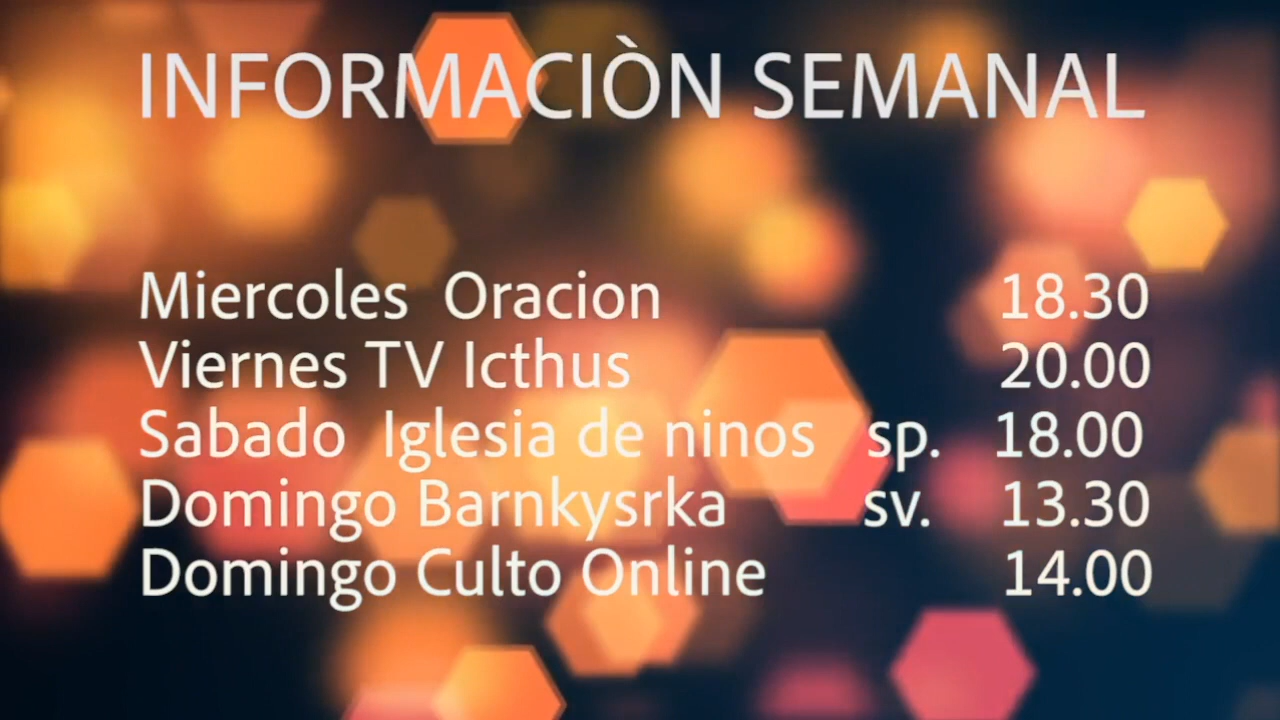 INFORMACIÒN SEMANAL
Miercoles Oracion 18.30
Viernes TV Icthus 20.00
Sabado Iglesia de ninos sp. 18.00
Domingo Barnkysrka sv. 13.30
Domingo Culto Online 14.00